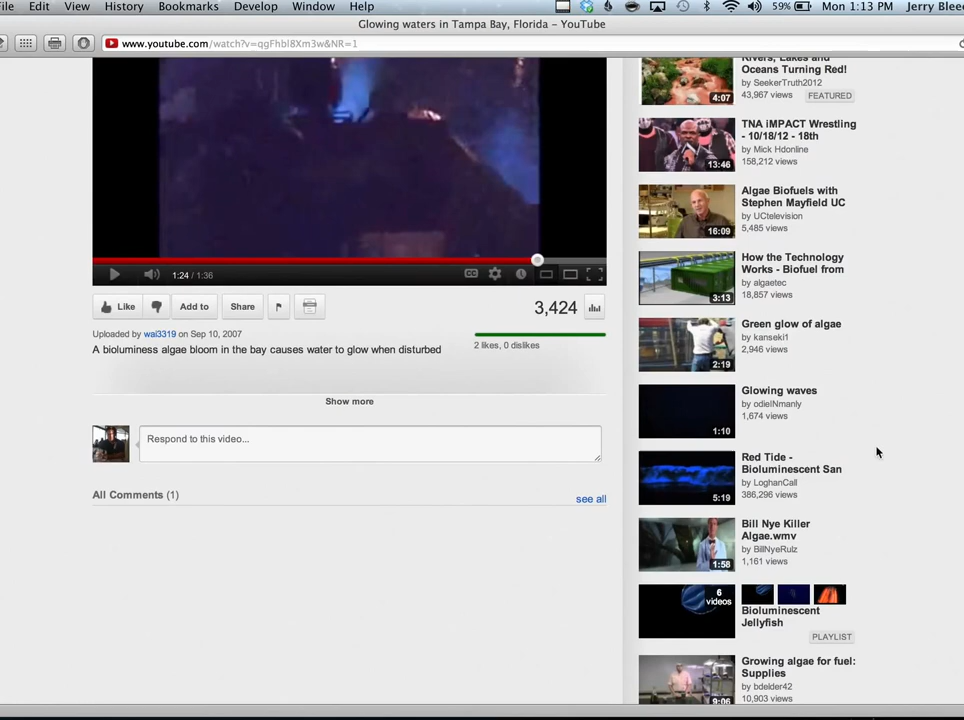 File Edit View History Bookmarks Develop Window Help 59% Mon 1:13 PM Jerry Blee
Glowing waters in Tampa Bay, Florida – YouTube
www.youtube.com/watch?v=qgFhbl8Xm3w&NR=1
Rivers, Lakes and
Oceans Turning Red!
by SeekerTruth2012
43,967 views FEATURED
4:07
TNA iMPACT Wrestling
- 10/18/12 - 18th
by Mick Hdonline
158,212 views
13:46
Algae Biofuels with
Stephen Mayfield UC
by UCtelevision
5,485 views
16:09
How the Technology
Works - Biofuel from
by algaetec
18,857 views
3:13
1:24 / 1:36 CC
Like Add to Share 3,424
Uploaded by wal3319 on Sep 10, 2007
2 likes, 0 dislikes
A bioluminess algae bloom in the bay causes water to glow when disturbed
Show more
Respond to this video...
All Comments (1) see all
Green glow of algae
by kanseki1
2,946 views
2:19
Glowing waves
by odieINmanly
1,674 views
1:10
Red Tide -
Bioluminescent San
by LoghanCall
386,296 views
5:19
Bill Nye Killer
Algae.wmv
by BillNyeRulz
1,161 views
1:58
6
videos
Bioluminescent
Jellyfish
PLAYLIST
Growing algae for fuel:
Supplies
by bdelder42
10,903 views
9:06